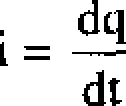 i = dq/dt